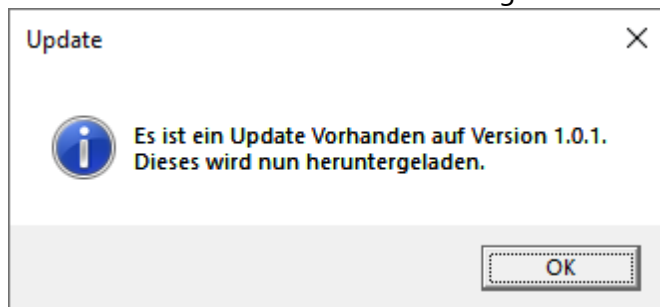 Update
Es ist ein Update Vorhanden auf Version 1.0.1.
Dieses wird nun heruntergeladen.
OK